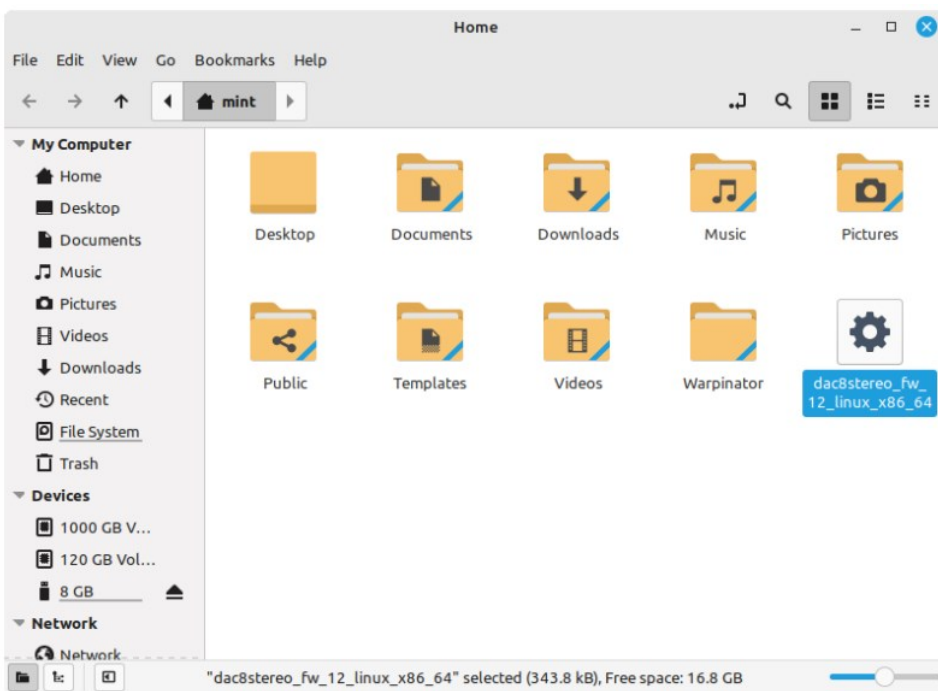 Home
File Edit View Go Bookmarks Help
mint
My Computer
Home
Desktop
Documents
Music
Pictures
Videos
Downloads
Recent
File System
Trash
Devices
1000 GB V...
120 GB Vol...
8 GB
Network
Network
Desktop Documents Downloads Music Pictures
Public Templates Videos Warpinator dac8stereo_fw_
12_linux_x86_64
"dac8stereo_fw_12_linux_x86_64" selected (343.8 kB), Free space: 16.8 GB